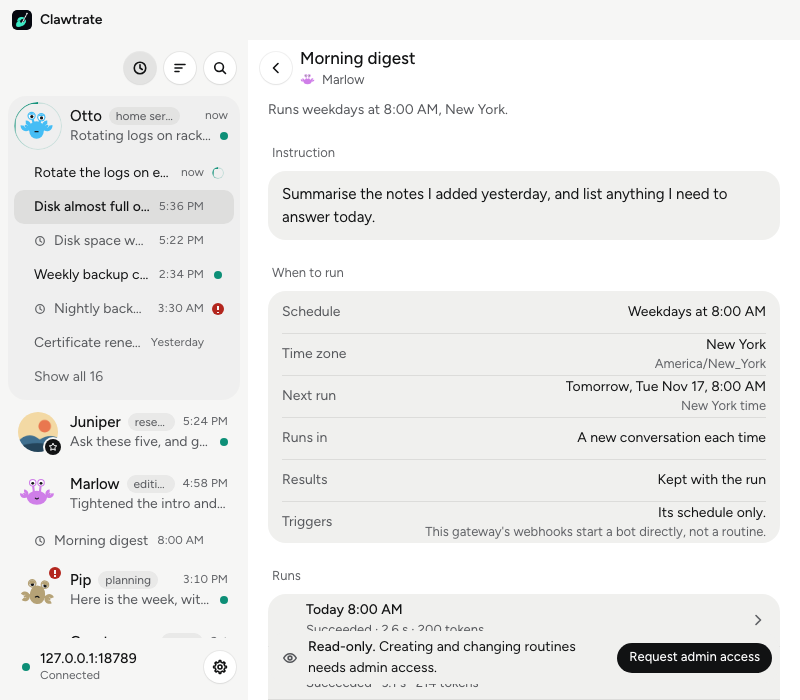 Clawtrate
Otto home ser... now
Rotating logs on rack...
Rotate the logs on e... now
Disk almost full o... 5:36 PM
Disk space w... 5:22 PM
Weekly backup c... 2:34 PM
Nightly back... 3:30 AM
Certificate rene... Yesterday
Show all 16
Juniper rese... 5:24 PM
Ask these five, and g...
Marlow editi... 4:58 PM
Tightened the intro and...
Morning digest 8:00 AM
Pip planning 3:10 PM
Here is the week, wit...
127.0.0.1:18789
Connected
Morning digest
Marlow
Runs weekdays at 8:00 AM, New York.
Instruction
Summarise the notes I added yesterday, and list anything I need to
answer today.
When to run
Schedule Weekdays at 8:00 AM
Time zone New York
America/New_York
Next run Tomorrow, Tue Nov 17, 8:00 AM
New York time
Runs in A new conversation each time
Results Kept with the run
Triggers Its schedule only.
This gateway's webhooks start a bot directly, not a routine.
Runs
Today 8:00 AM
Succeeded · 2.6 s · 200 tokens
Read-only. Creating and changing routines
needs admin access.
Request admin access